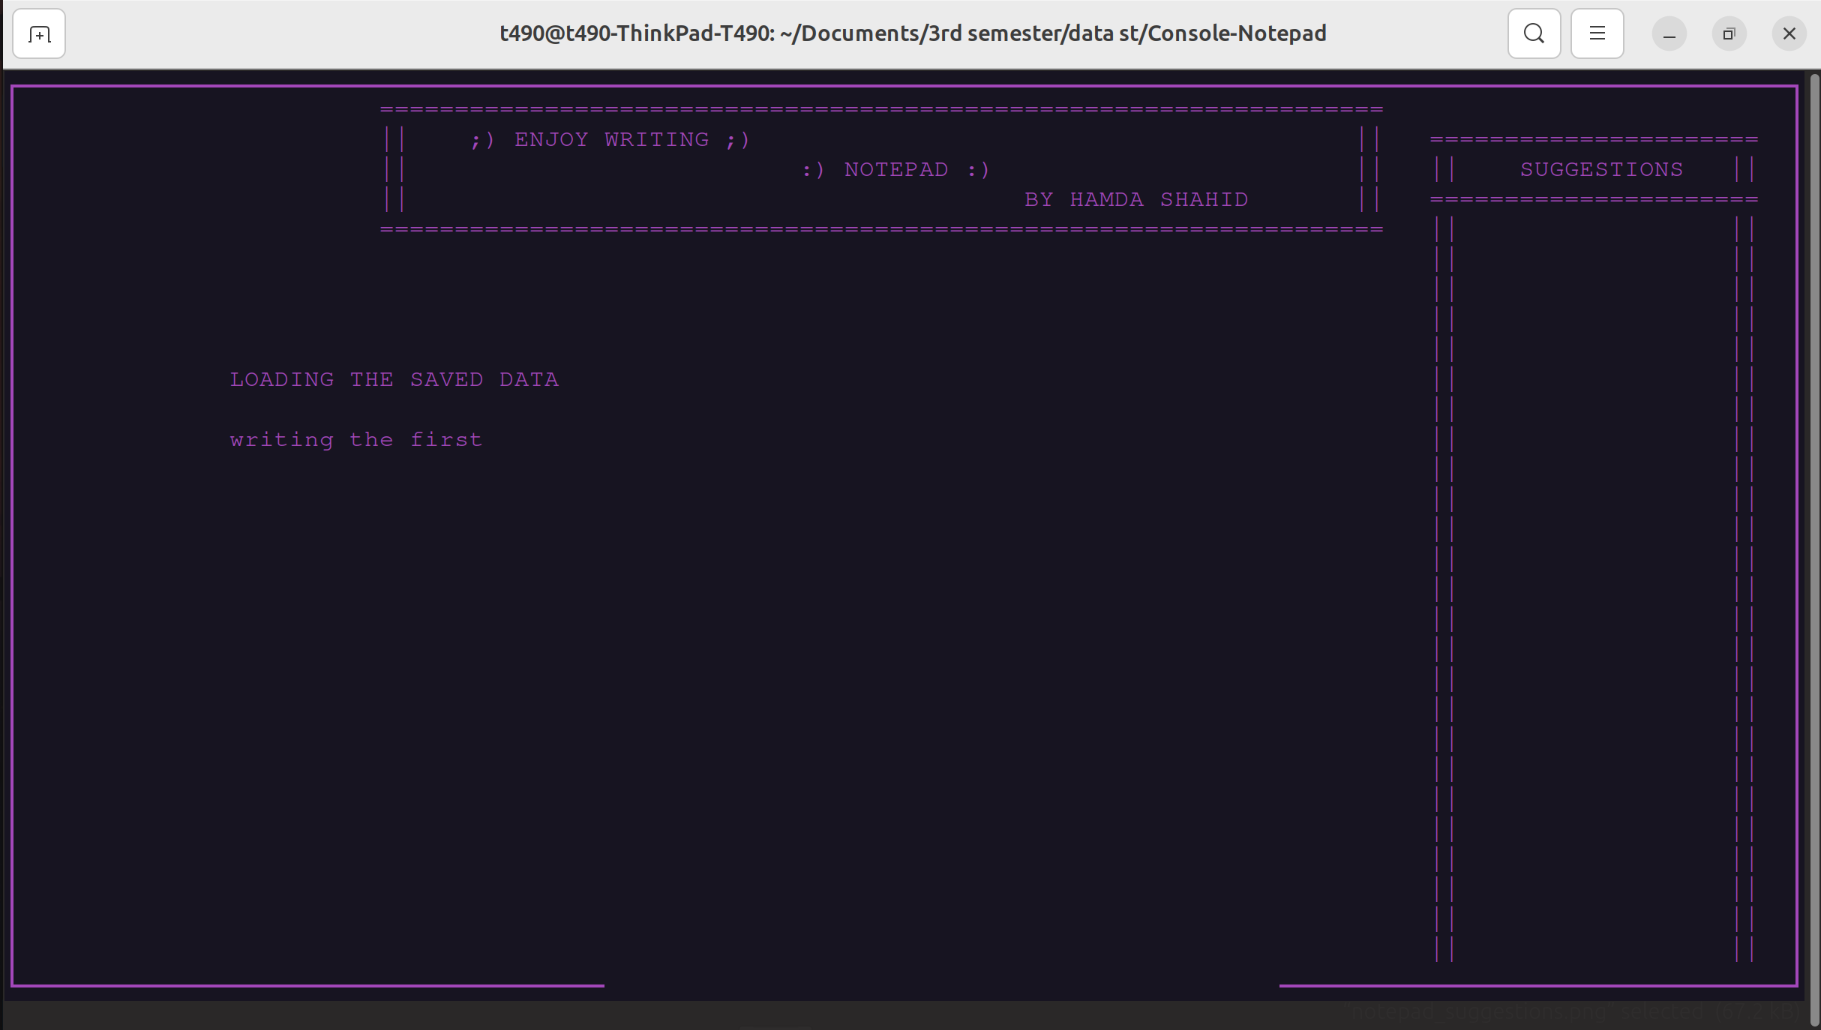 t490@t490-ThinkPad-T490: ~/Documents/3rd semester/data st/Console-Notepad
===================================================================
|| ;) ENJOY WRITING ;) ||
|| :) NOTEPAD :) ||
|| BY HAMDA SHAHID ||
===================================================================
======================
|| SUGGESTIONS ||
======================
LOADING THE SAVED DATA
writing the first